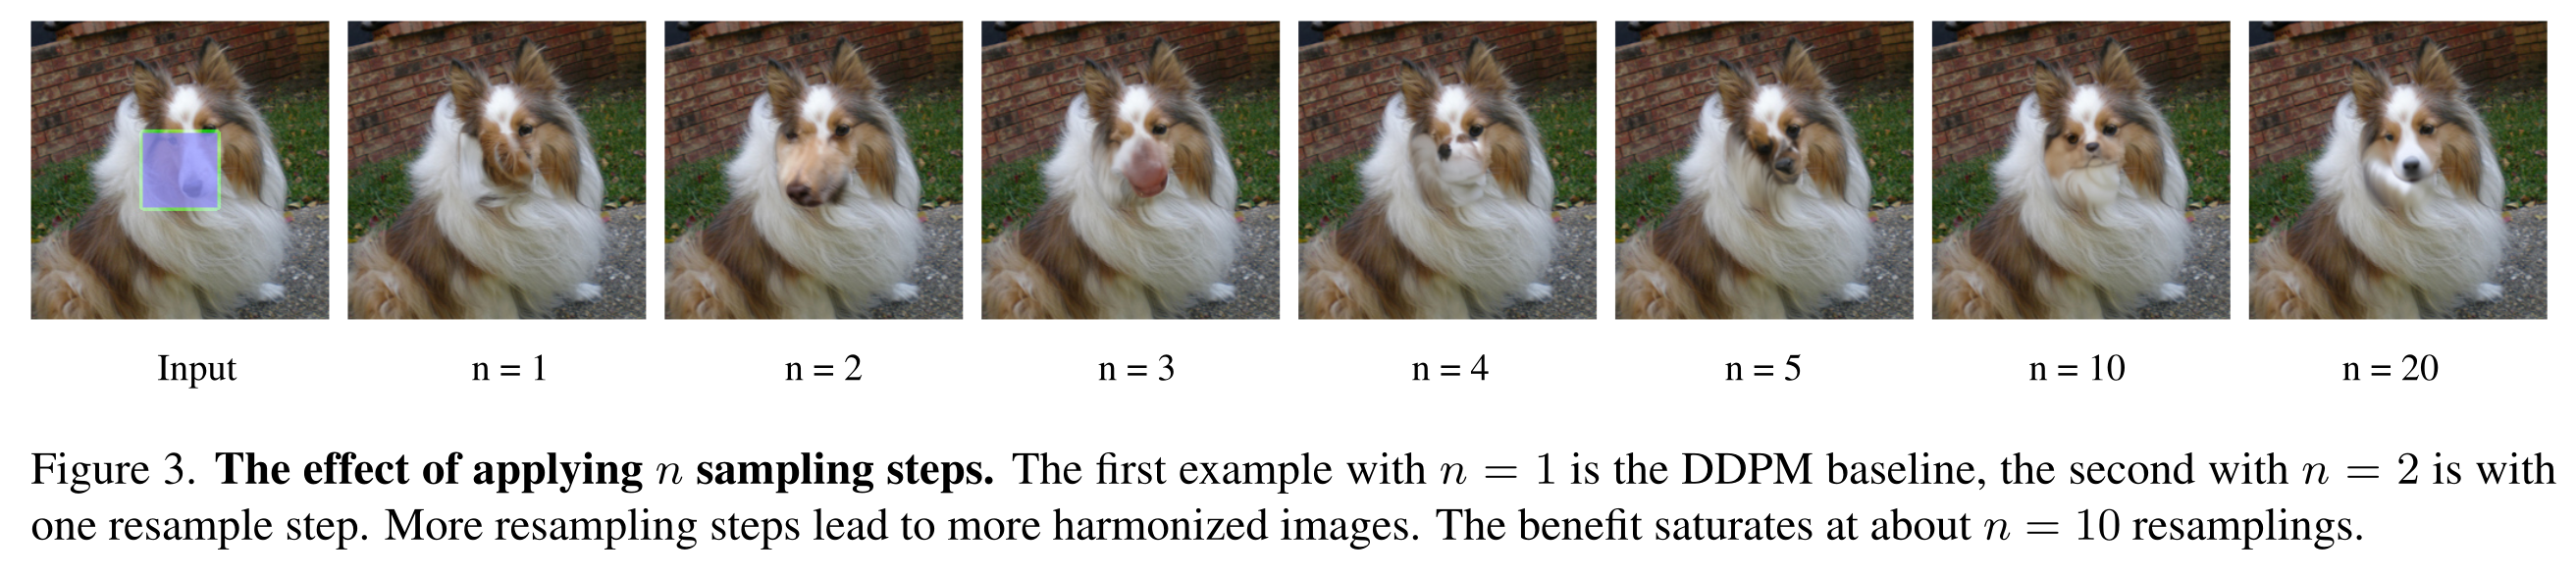 Input n = 1 n = 2 n = 3 n = 4 n = 5 n = 10 n = 20
Figure 3. The effect of applying n sampling steps. The first example with n = 1 is the DDPM baseline, the second with n = 2 is with
one resample step. More resampling steps lead to more harmonized images. The benefit saturates at about n = 10 resamplings.